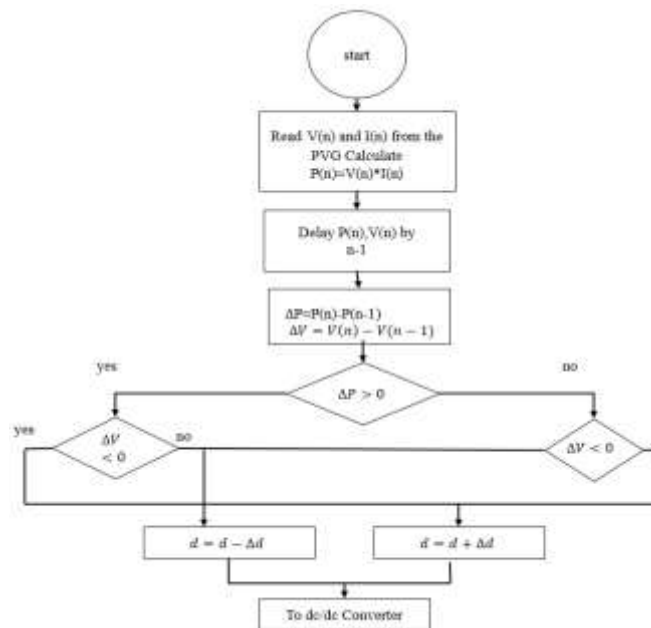 start
Read V(n) and I(n) from the
PVG Calculate
P(n)=V(n)*I(n)
Delay P(n),V(n) by
n-1
ΔP=P(n)-P(n-1)
ΔV = V(n) − V(n − 1)
yes
no
ΔP > 0
yes
ΔV
< 0
no
ΔV < 0
d = d − Δd
d = d + Δd
To dc/dc Converter